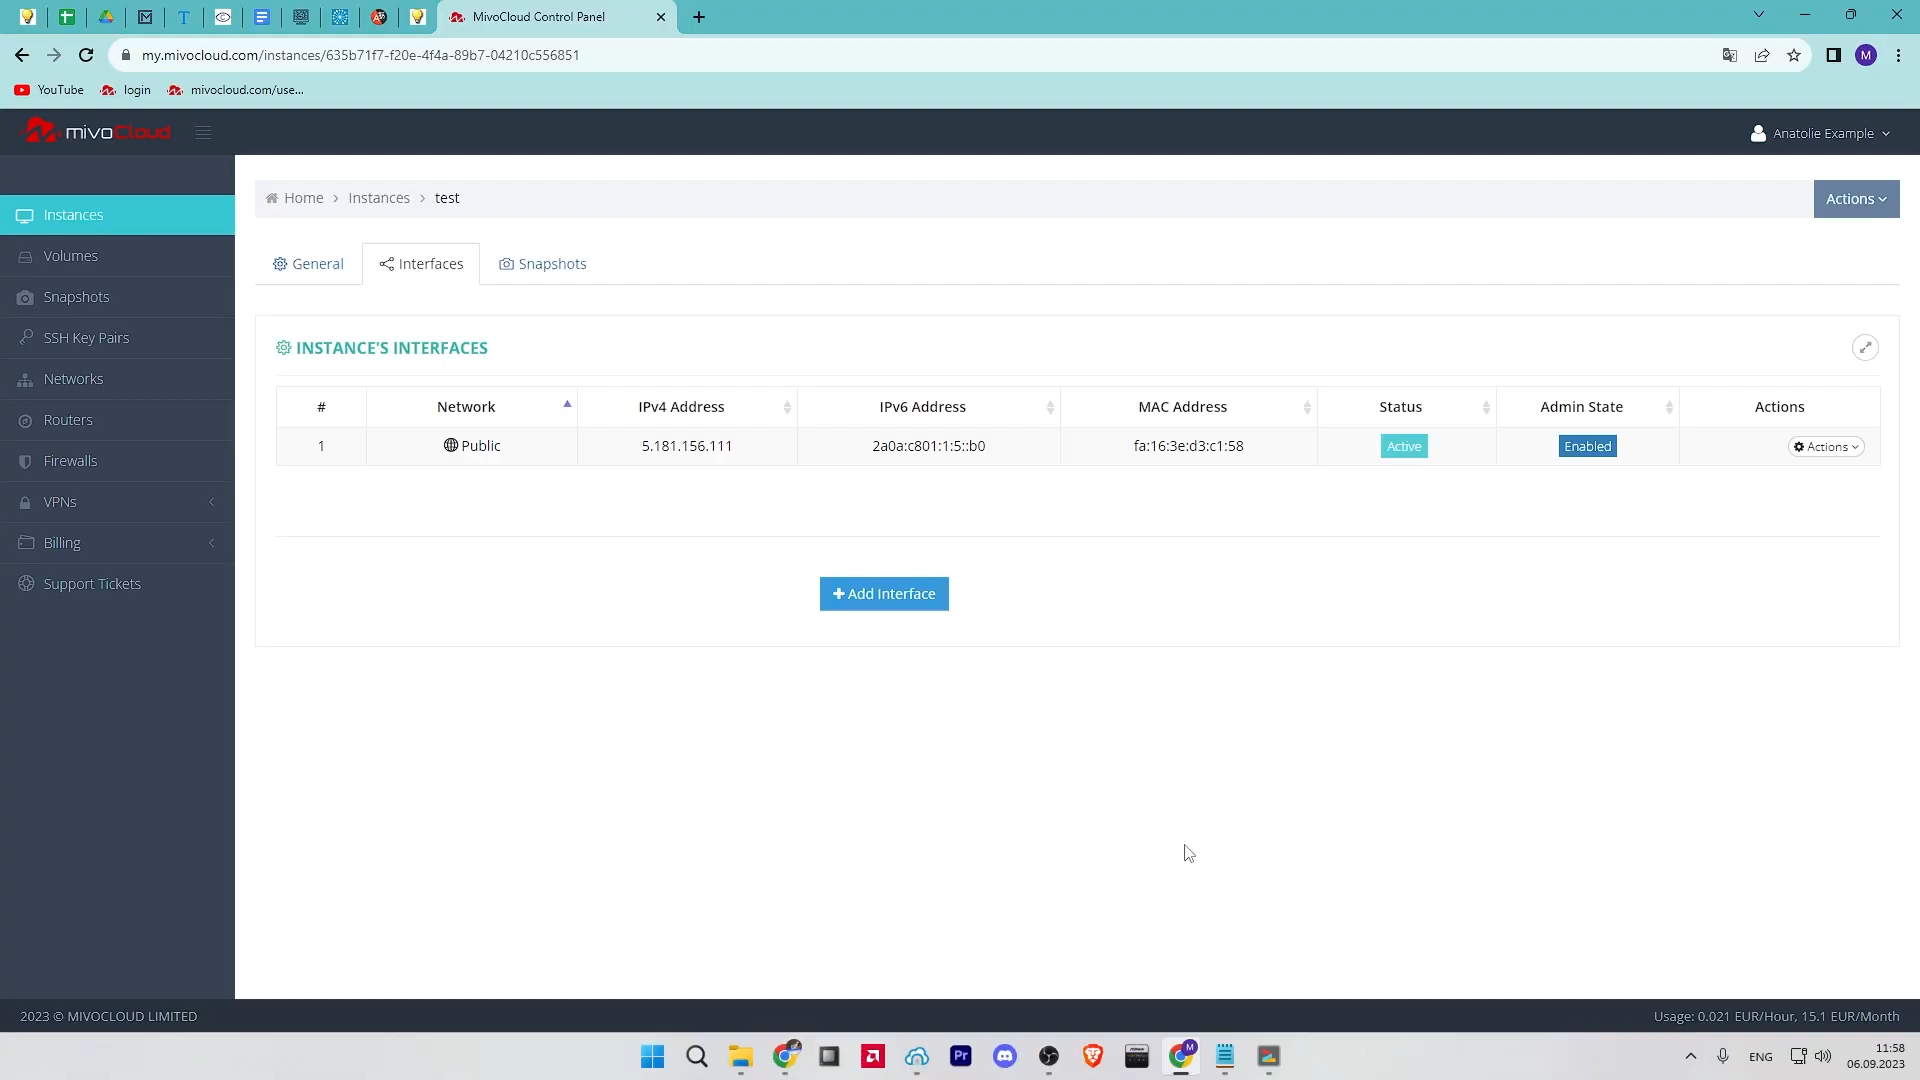 MivoCloud Control Panel
my.mivocloud.com/instances/635b71f7-f20e-4f4a-89b7-04210c556851
M
YouTube login mivocloud.com/use...
mivoCloud
Anatolie Example
Home > Instances > test
Actions
Instances
Volumes
Snapshots
SSH Key Pairs
Networks
Routers
Firewalls
VPNs
Billing
Support Tickets
General Interfaces Snapshots
INSTANCE'S INTERFACES
# Network IPv4 Address IPv6 Address MAC Address Status Admin State Actions
1 Public 5.181.156.111 2a0a:c801:1:5::b0 fa:16:3e:d3:c1:58 Active Enabled Actions
+ Add Interface
2023 © MIVOCLOUD LIMITED
Usage: 0.021 EUR/Hour, 15.1 EUR/Month
Pr
M
ENG
11:58
06.09.2023